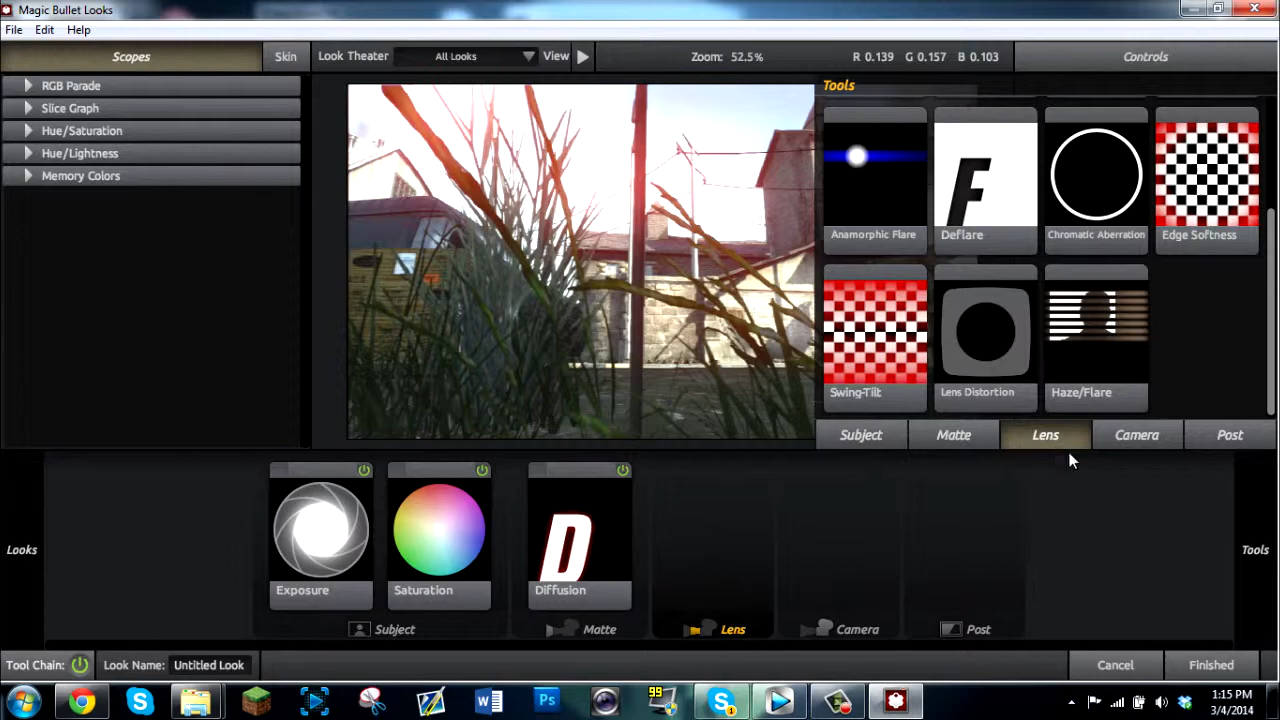 Magic Bullet Looks
File Edit Help
Scopes Skin Look Theater All Looks View Zoom: 52.5% R 0.139 G 0.157 B 0.103 Controls
RGB Parade
Slice Graph
Hue/Saturation
Hue/Lightness
Memory Colors
Tools
F
Anamorphic Flare Deflare Chromatic Aberration Edge Softness
Swing-Tilt Lens Distortion Haze/Flare
Subject Matte Lens Camera Post
D
Looks
Exposure Saturation Diffusion
Tools
Subject Matte Lens Camera Post
Tool Chain: Look Name: Untitled Look Cancel Finished
W Ps 99 S 1
1:15 PM
3/4/2014